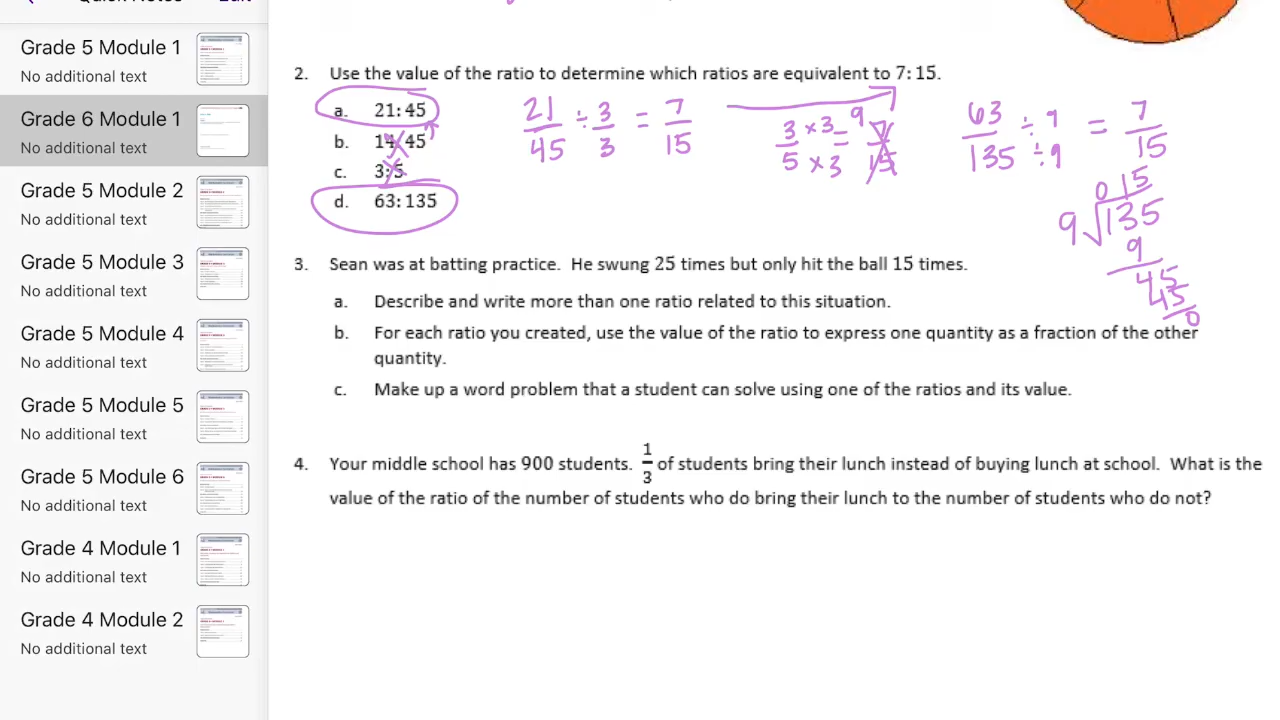 Quick Notes
Edit
Grade 5 Module 1
No additional text
Grade 6 Module 1
No additional text
Grade 5 Module 2
No additional text
Grade 5 Module 3
No additional text
Grade 5 Module 4
No additional text
Grade 5 Module 5
No additional text
Grade 5 Module 6
No additional text
Grade 4 Module 1
No additional text
Grade 4 Module 2
No additional text
2. Use the value of the ratio to determine which ratios are equivalent to 7:15.
a. 21:45
b. 14:45
c. 3:5
d. 63:135
21/45 ÷ 3/3 = 7/15
3/5 ×3 ×3 = 9 7/15
63/135 ÷9 ÷9 = 7/15
015
9 135
9
45
45
0
3. Sean was at batting practice. He swung 25 times but only hit the ball 15 times.
a. Describe and write more than one ratio related to this situation.
b. For each ratio you created, use the value of the ratio to express one quantity as a fraction of the other
quantity.
c. Make up a word problem that a student can solve using one of the ratios and its value.
4. Your middle school has 900 students. 1/3 of students bring their lunch instead of buying lunch at school. What is the
value of the ratio of the number of students who do bring their lunch to the number of students who do not?